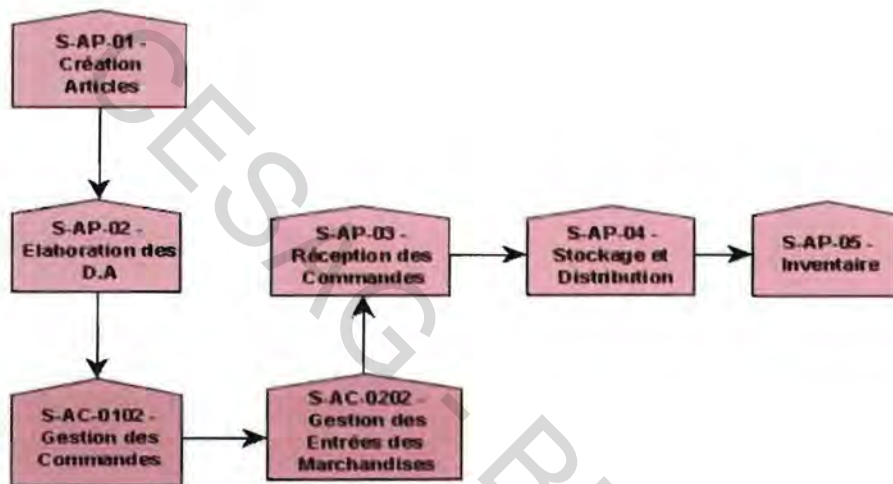 S-AP-01 -
Création
Articles
S-AP-02 -
Elaboration des
D.A
S-AC-0102 -
Gestion des
Commandes
S-AC-0202 -
Gestion des
Entrées des
Marchandises
S-AP-03 -
Réception des
Commandes
S-AP-04 -
Stockage et
Distribution
S-AP-05 -
Inventaire
CESAG - B